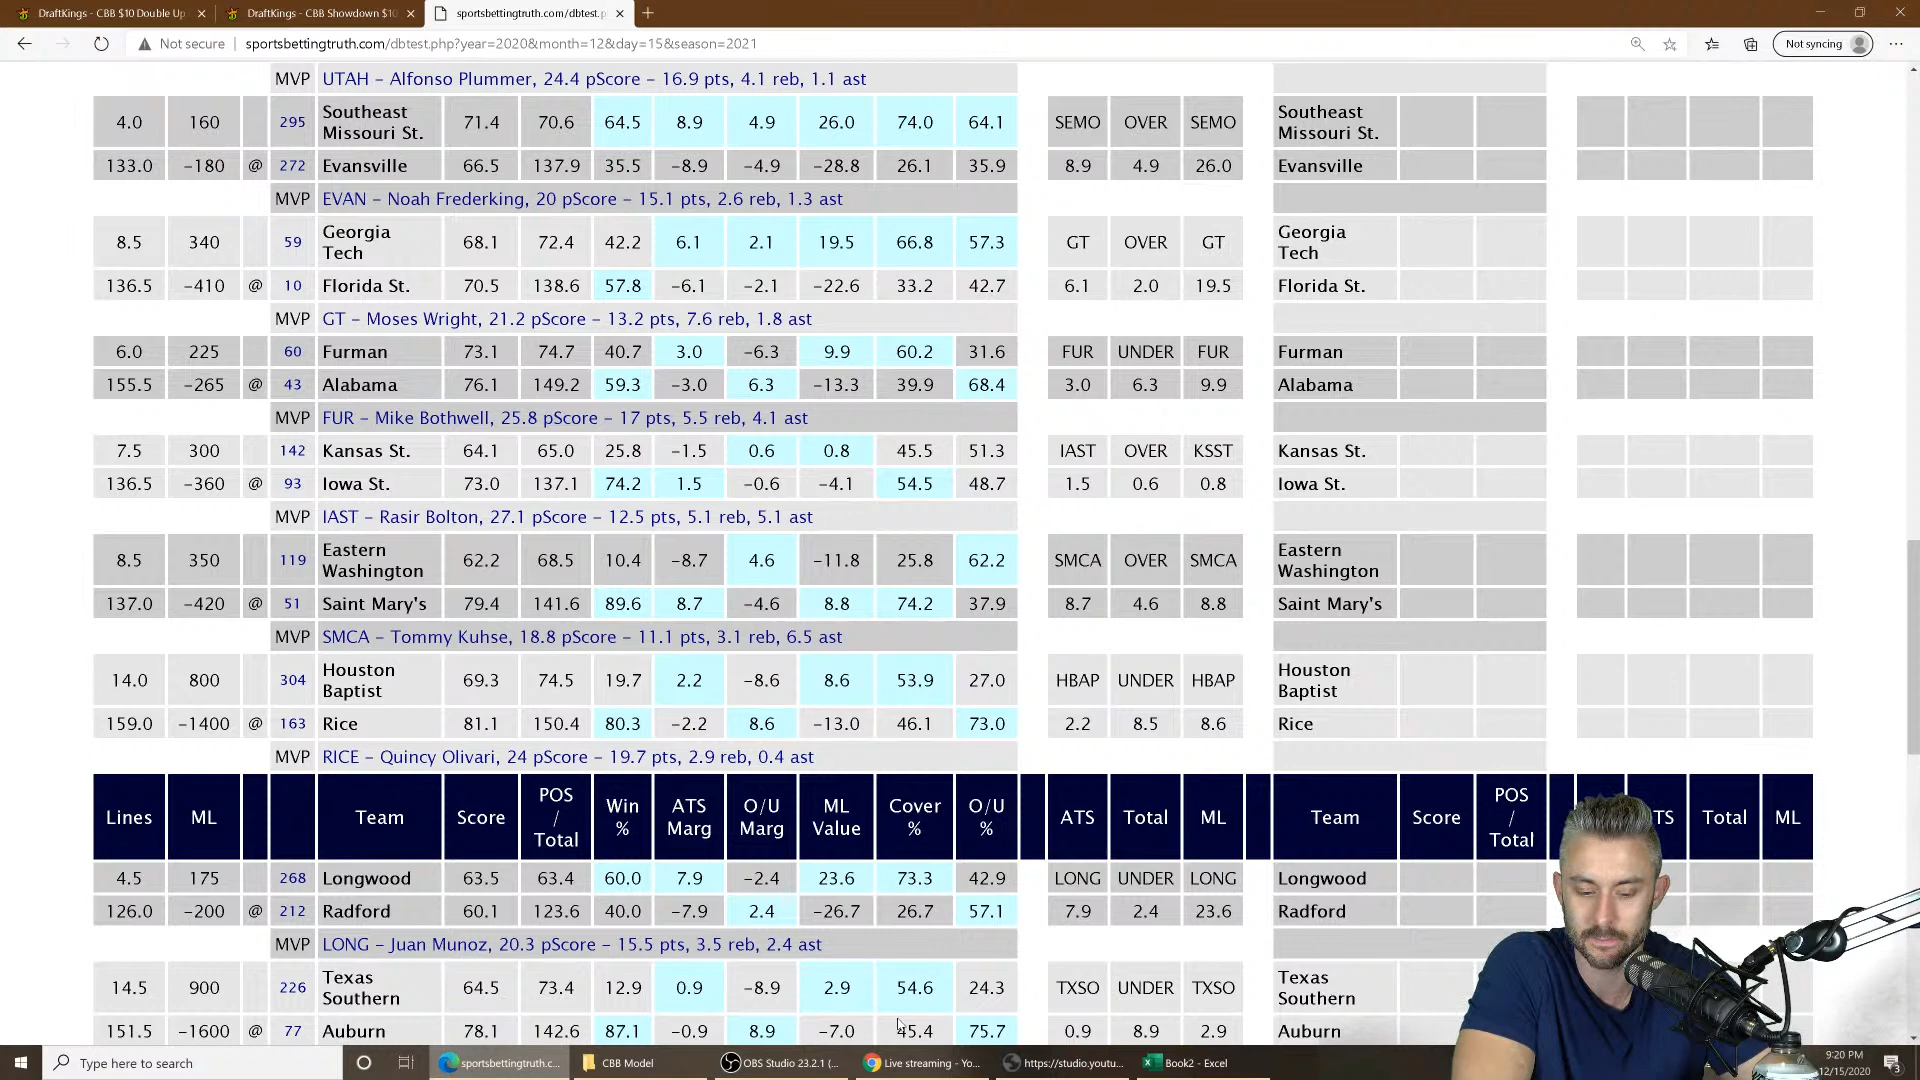 DraftKings - CBB $10 Double Up
DraftKings - CBB Showdown $10
sportsbettingtruth.com/dbtest.p
Not secure | sportsbettingtruth.com/dbtest.php?year=2020&month=12&day=15&season=2021
Not syncing
MVP UTAH – Alfonso Plummer, 24.4 pScore – 16.9 pts, 4.1 reb, 1.1 ast
4.0 160 295 Southeast Missouri St. 71.4 70.6 64.5 8.9 4.9 26.0 74.0 64.1 SEMO OVER SEMO Southeast Missouri St.
133.0 -180 @ 272 Evansville 66.5 137.9 35.5 -8.9 -4.9 -28.8 26.1 35.9 8.9 4.9 26.0 Evansville
MVP EVAN – Noah Frederking, 20 pScore – 15.1 pts, 2.6 reb, 1.3 ast
8.5 340 59 Georgia Tech 68.1 72.4 42.2 6.1 2.1 19.5 66.8 57.3 GT OVER GT Georgia Tech
136.5 -410 @ 10 Florida St. 70.5 138.6 57.8 -6.1 -2.1 -22.6 33.2 42.7 6.1 2.0 19.5 Florida St.
MVP GT – Moses Wright, 21.2 pScore – 13.2 pts, 7.6 reb, 1.8 ast
6.0 225 60 Furman 73.1 74.7 40.7 3.0 -6.3 9.9 60.2 31.6 FUR UNDER FUR Furman
155.5 -265 @ 43 Alabama 76.1 149.2 59.3 -3.0 6.3 -13.3 39.9 68.4 3.0 6.3 9.9 Alabama
MVP FUR – Mike Bothwell, 25.8 pScore – 17 pts, 5.5 reb, 4.1 ast
7.5 300 142 Kansas St. 64.1 65.0 25.8 -1.5 0.6 0.8 45.5 51.3 IAST OVER KSST Kansas St.
136.5 -360 @ 93 Iowa St. 73.0 137.1 74.2 1.5 -0.6 -4.1 54.5 48.7 1.5 0.6 0.8 Iowa St.
MVP IAST – Rasir Bolton, 27.1 pScore – 12.5 pts, 5.1 reb, 5.1 ast
8.5 350 119 Eastern Washington 62.2 68.5 10.4 -8.7 4.6 -11.8 25.8 62.2 SMCA OVER SMCA Eastern Washington
137.0 -420 @ 51 Saint Mary's 79.4 141.6 89.6 8.7 -4.6 8.8 74.2 37.9 8.7 4.6 8.8 Saint Mary's
MVP SMCA – Tommy Kuhse, 18.8 pScore – 11.1 pts, 3.1 reb, 6.5 ast
14.0 800 304 Houston Baptist 69.3 74.5 19.7 2.2 -8.6 8.6 53.9 27.0 HBAP UNDER HBAP Houston Baptist
159.0 -1400 @ 163 Rice 81.1 150.4 80.3 -2.2 8.6 -13.0 46.1 73.0 2.2 8.5 8.6 Rice
MVP RICE – Quincy Olivari, 24 pScore – 19.7 pts, 2.9 reb, 0.4 ast
Lines ML Team Score POS / Total Win % ATS Marg O/U Marg ML Value Cover % O/U % ATS Total ML Team Score POS / Total TS Total ML
4.5 175 268 Longwood 63.5 63.4 60.0 7.9 -2.4 23.6 73.3 42.9 LONG UNDER LONG Longwood
126.0 -200 @ 212 Radford 60.1 123.6 40.0 -7.9 2.4 -26.7 26.7 57.1 7.9 2.4 23.6 Radford
MVP LONG – Juan Munoz, 20.3 pScore – 15.5 pts, 3.5 reb, 2.4 ast
14.5 900 226 Texas Southern 64.5 73.4 12.9 0.9 -8.9 2.9 54.6 24.3 TXSO UNDER TXSO Texas Southern
151.5 -1600 @ 77 Auburn 78.1 142.6 87.1 -0.9 8.9 -7.0 45.4 75.7 0.9 8.9 2.9 Auburn
Type here to search
sportsbettingtruth.c...
CBB Model
OBS Studio 23.2.1 (...
Live streaming - Yo...
https://studio.youtu...
Book2 - Excel
9:20 PM
12/15/2020
3